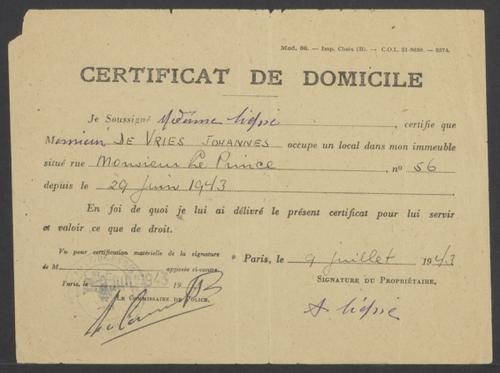 Mod. 86. — Imp. Chaix (B). — C.O.L. 31-2639. — 2374.
CERTIFICAT DE DOMICILE
Je Soussigné Madame, certifie que
Monsieur DE VRIES JOHANNES occupe un local dans mon immeuble
situé rue Monsieur Le Prince, n° 56
depuis le 29 Juin 1943
En foi de quoi je lui ai délivré le présent certificat pour lui servir
et valoir ce que de droit.
Vu pour certification matérielle de la signature
de M apposée ci-contre.
Paris, le 19
LE COMMISSAIRE DE POLICE,
Paris, le 9 juillet 1943
SIGNATURE DU PROPRIÉTAIRE,